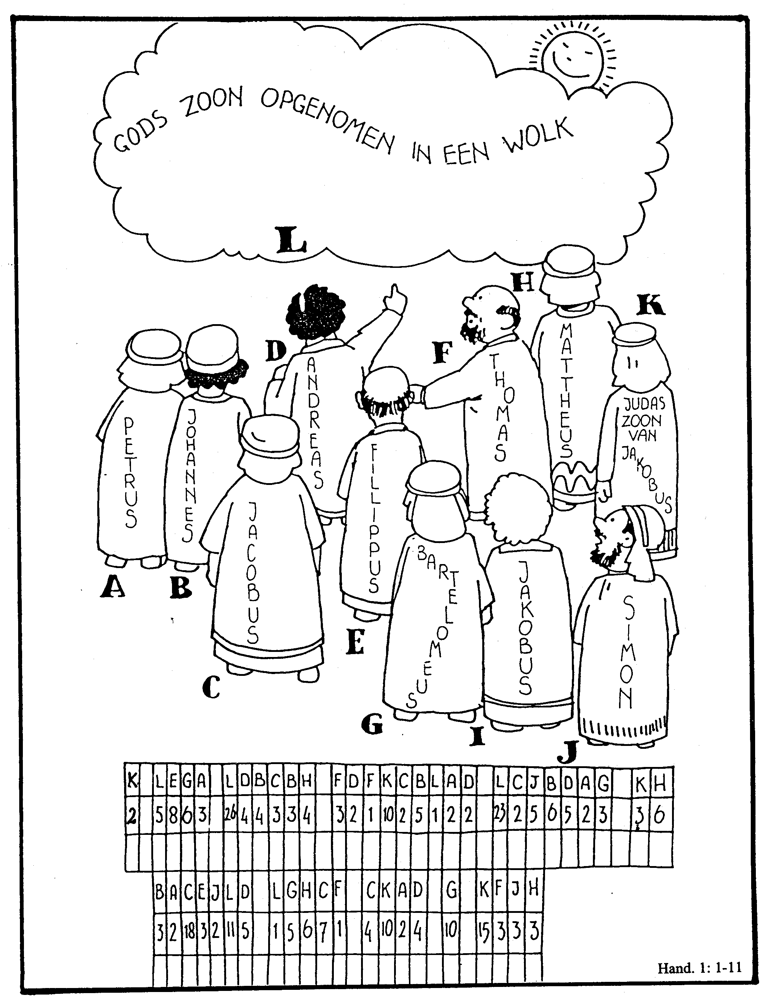 GODS ZOON OPGENOMEN IN EEN WOLK
L
H
K
D
F
ANDREAS
THOMAS
MATTHEUS
JUDAS
ZOON
VAN
JAKOBUS
PETRUS
JOHANNES
FILLIPPUS
JACOBUS
BARTELOMEUS
JAKOBUS
SIMON
A
B
E
C
G
I
J
K L E G A L D B C B H F D F K C B L A D L C J B D A G K H
2 5 8 6 3 26 4 4 3 3 4 3 2 1 10 2 5 1 2 2 23 2 5 6 5 2 3 3 6
B A C E J L D L G H C F C K A D G K F J H
3 2 18 3 2 11 5 1 5 6 7 1 4 10 2 4 10 15 3 3 3
Hand. 1: 1-11